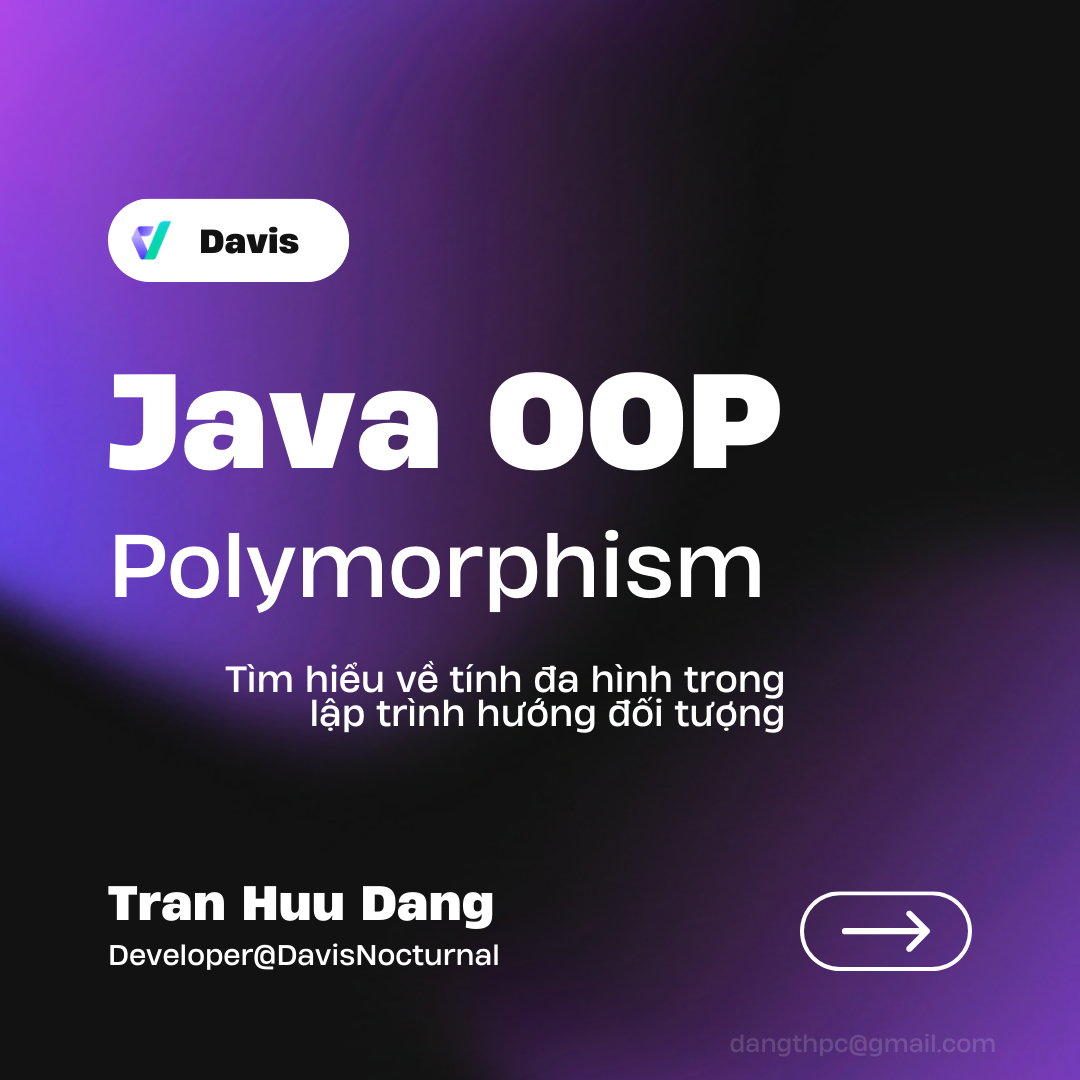 Davis
Java OOP
Polymorphism
Tìm hiểu về tính đa hình trong
lập trình hướng đối tượng
Tran Huu Dang
Developer@DavisNocturnal
dangthpc@gmail.com